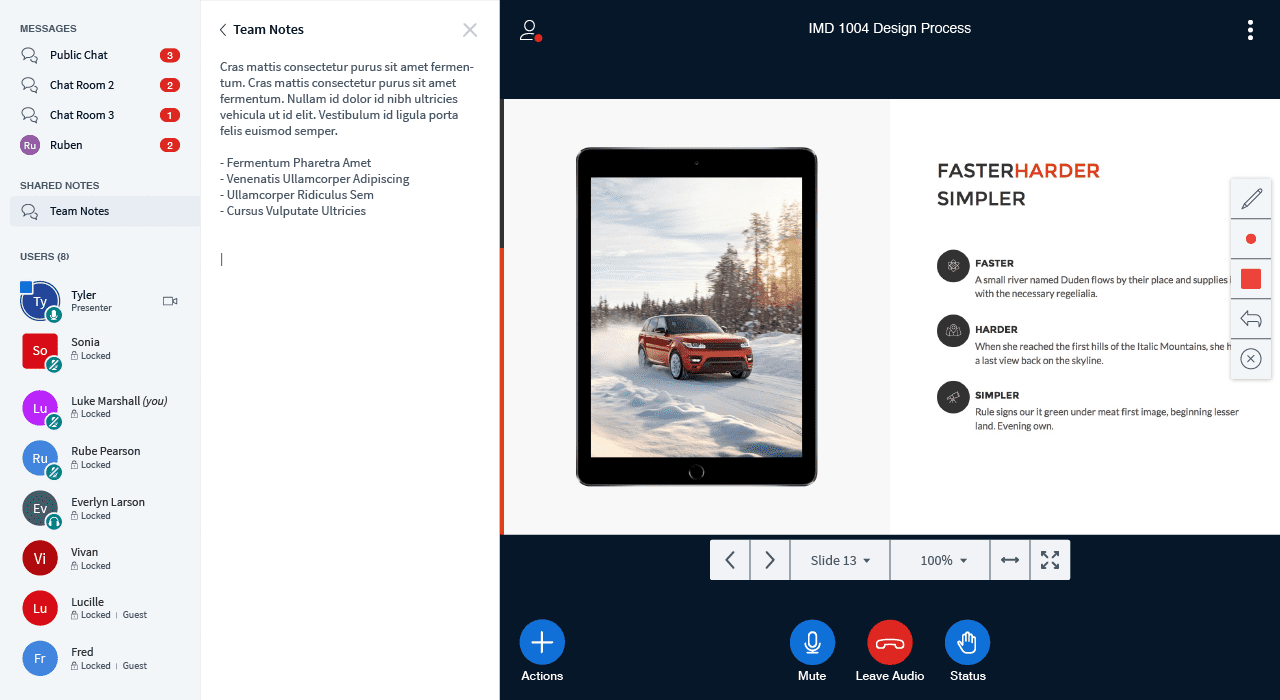 MESSAGES
Public Chat 3
Chat Room 2 2
Chat Room 3 1
Ru Ruben 2
SHARED NOTES
Team Notes
USERS (8)
Ty Tyler
Presenter
So Sonia
Locked
Lu Luke Marshall (you)
Locked
Ru Rube Pearson
Locked
Ev Everlyn Larson
Locked
Vi Vivan
Locked
Lu Lucille
Locked | Guest
Fr Fred
Locked | Guest
Team Notes
Cras mattis consectetur purus sit amet fermen-
tum. Cras mattis consectetur purus sit amet
fermentum. Nullam id dolor id nibh ultricies
vehicula ut id elit. Vestibulum id ligula porta
felis euismod semper.
- Fermentum Pharetra Amet
- Venenatis Ullamcorper Adipiscing
- Ullamcorper Ridiculus Sem
- Cursus Vulputate Ultricies
IMD 1004 Design Process
FASTERHARDER
SIMPLER
FASTER
A small river named Duden flows by their place and supplies
with the necessary regelialia.
HARDER
When she reached the first hills of the Italic Mountains, she
a last view back on the skyline.
SIMPLER
Rule signs our it green under meat first image, beginning lesser
land. Evening own.
Slide 13
100%
Actions
Mute
Leave Audio
Status